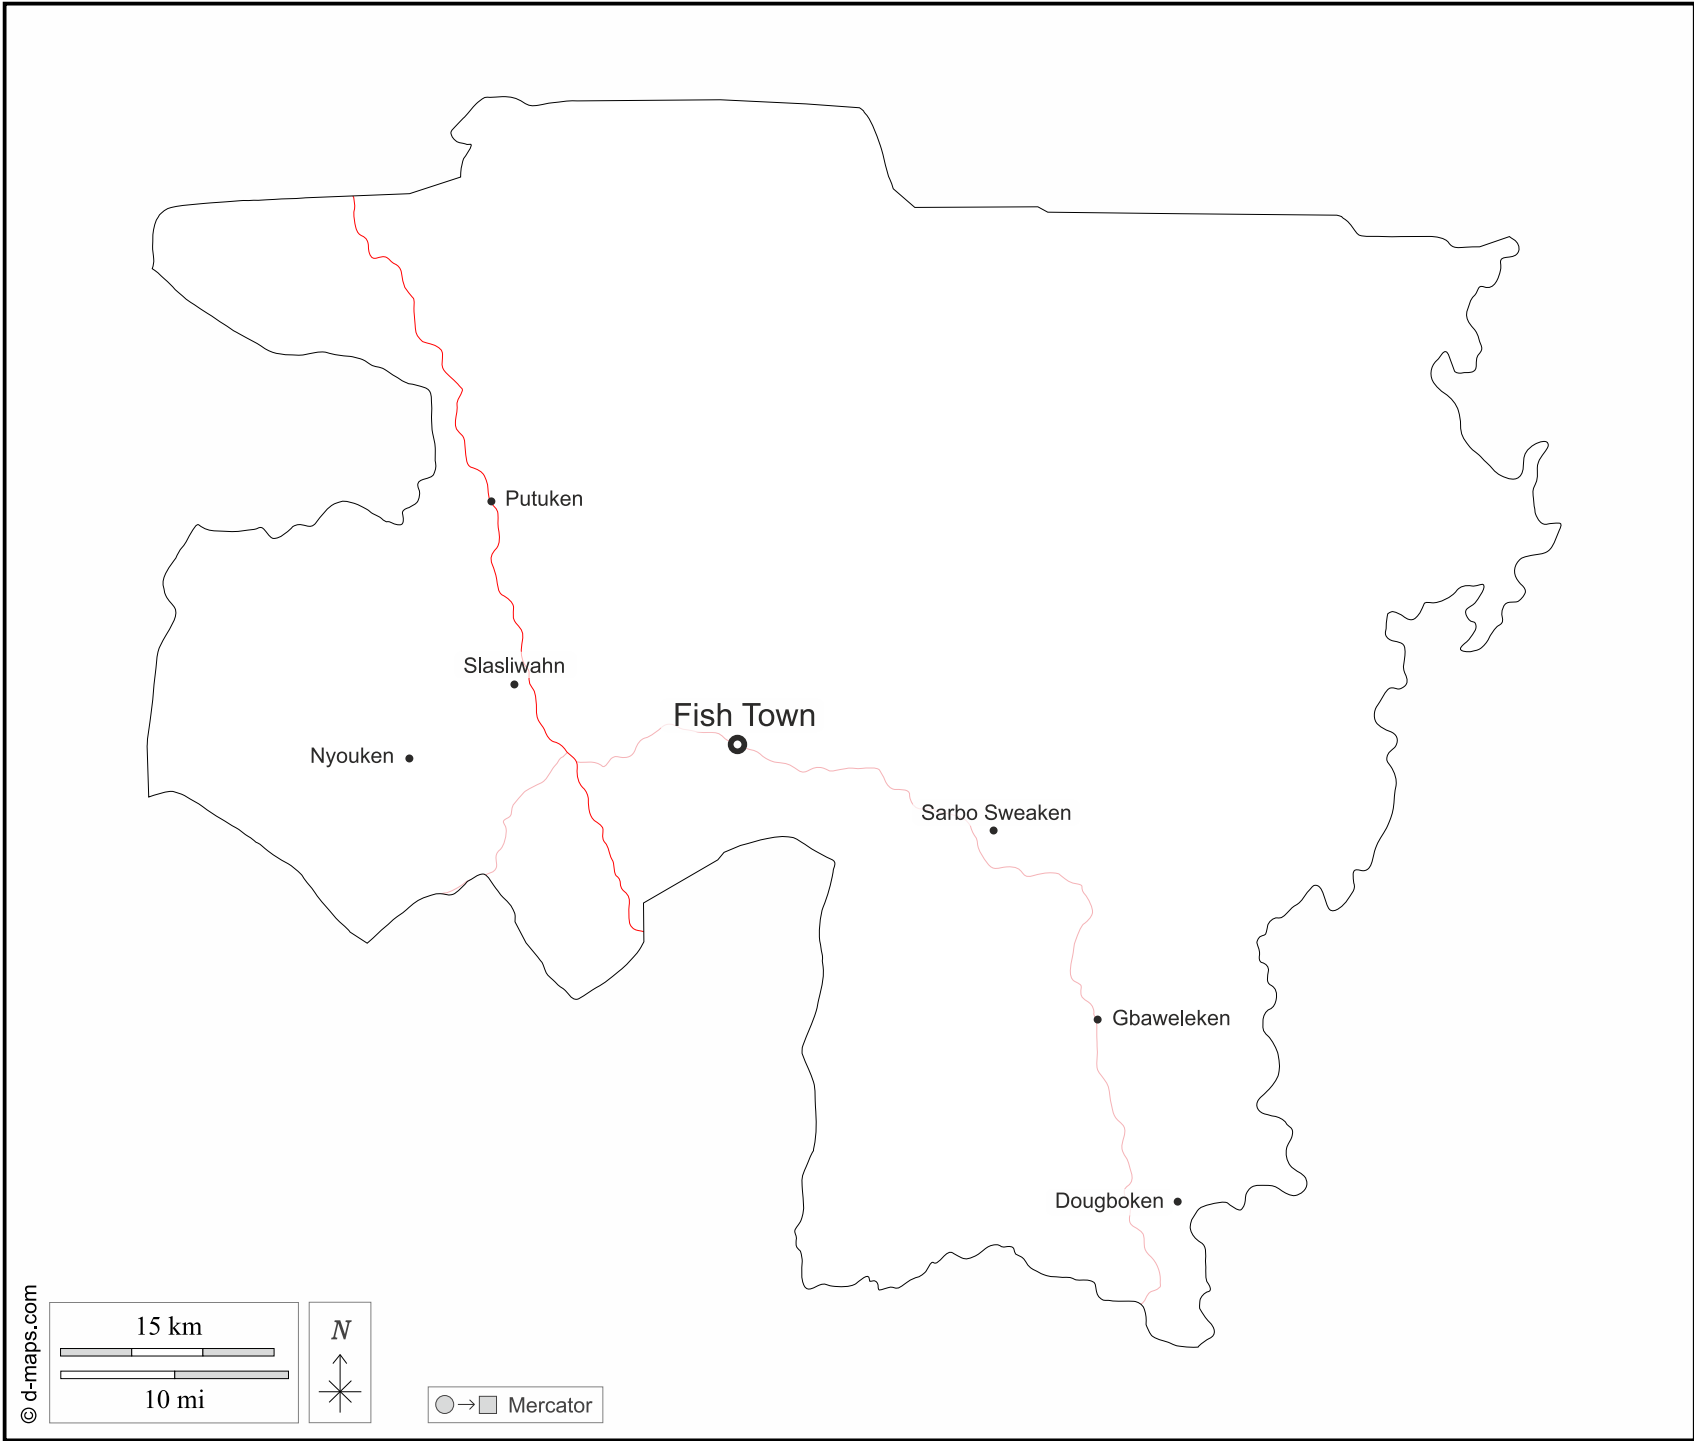 Putuken
Slasliwahn
Fish Town
Nyouken
Sarbo Sweaken
Gbaweleken
Dougboken
© d-maps.com
15 km
10 mi
N
Mercator